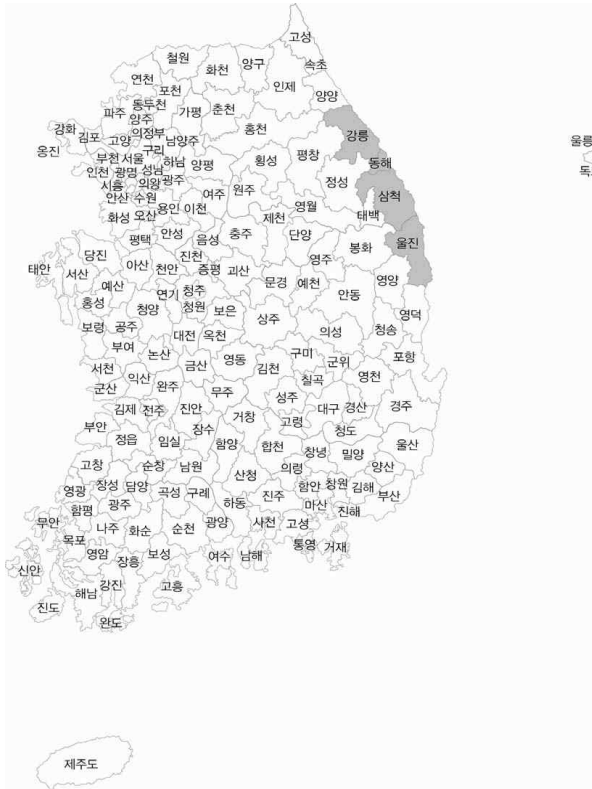 고성
철원
양구
속초
화천
연천
인제
포천
양양
동두천
가평
춘천
파주
양주
강화
의정부
홍천
강릉
김포
고양
남양주
울릉
옹진
구리
부천
서울
하남
양평
횡성
평창
동해
인천
광명
성남
정성
시흥
의왕
광주
여주
원주
삼척
안산
수원
용인
이천
영월
태백
화성
오산
제천
평택
안성
음성
충주
단양
봉화
울진
당진
진천
영주
태안
서산
아산
천안
증평
괴산
문경
예천
영양
예산
연기
청주
안동
홍성
청양
청원
보은
상주
영덕
보령
공주
대전
옥천
의성
청송
부여
논산
영동
구미
포항
서천
금산
김천
군위
익산
칠곡
영천
군산
완주
무주
성주
김제
전주
진안
거창
대구
경산
경주
고령
부안
장수
청도
정읍
임실
함양
합천
창녕
밀양
울산
고창
순창
남원
의령
양산
장성
담양
산청
영광
곡성
구례
진주
함안
창원
김해
함평
광주
하동
마산
부산
무안
나주
화순
순천
광양
사천
고성
진해
목포
통영
거재
영암
장흥
보성
여수
남해
신안
강진
고흥
해남
진도
완도
제주도